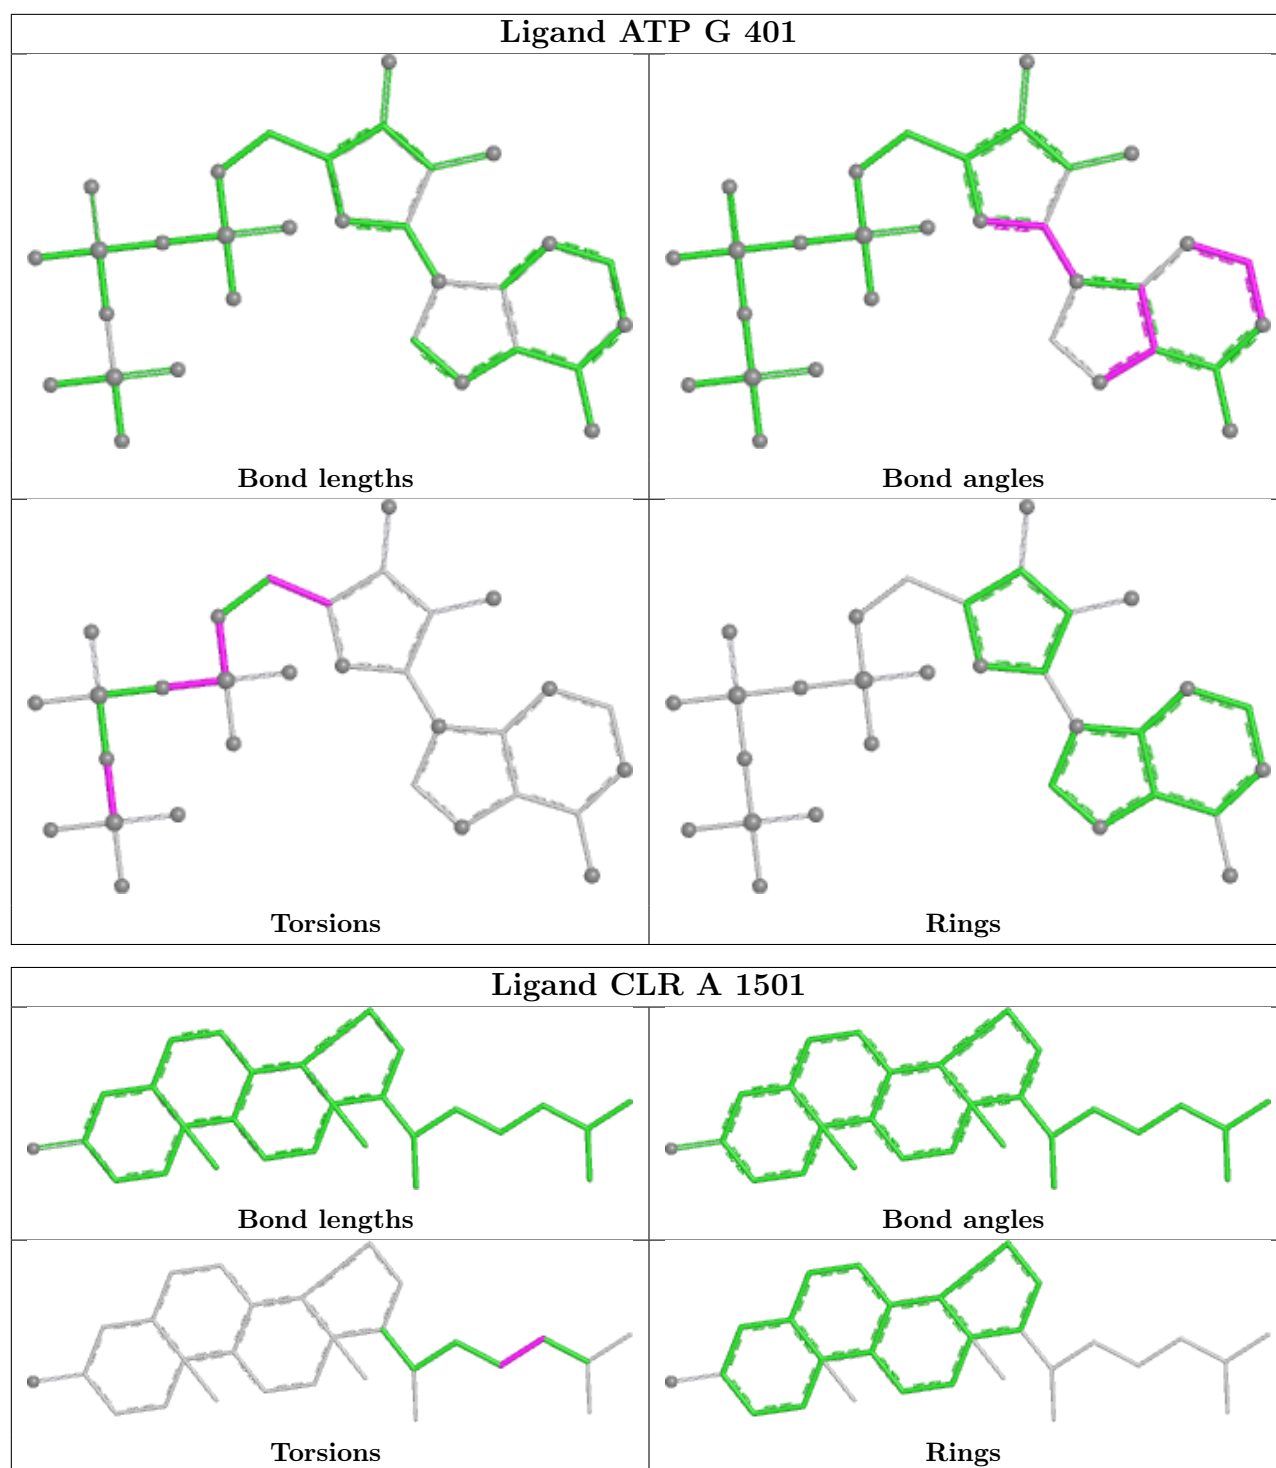 Ligand ATP G 401
Bond lengths
Bond angles
Torsions
Rings
Ligand CLR A 1501
Bond lengths
Bond angles
Torsions
Rings